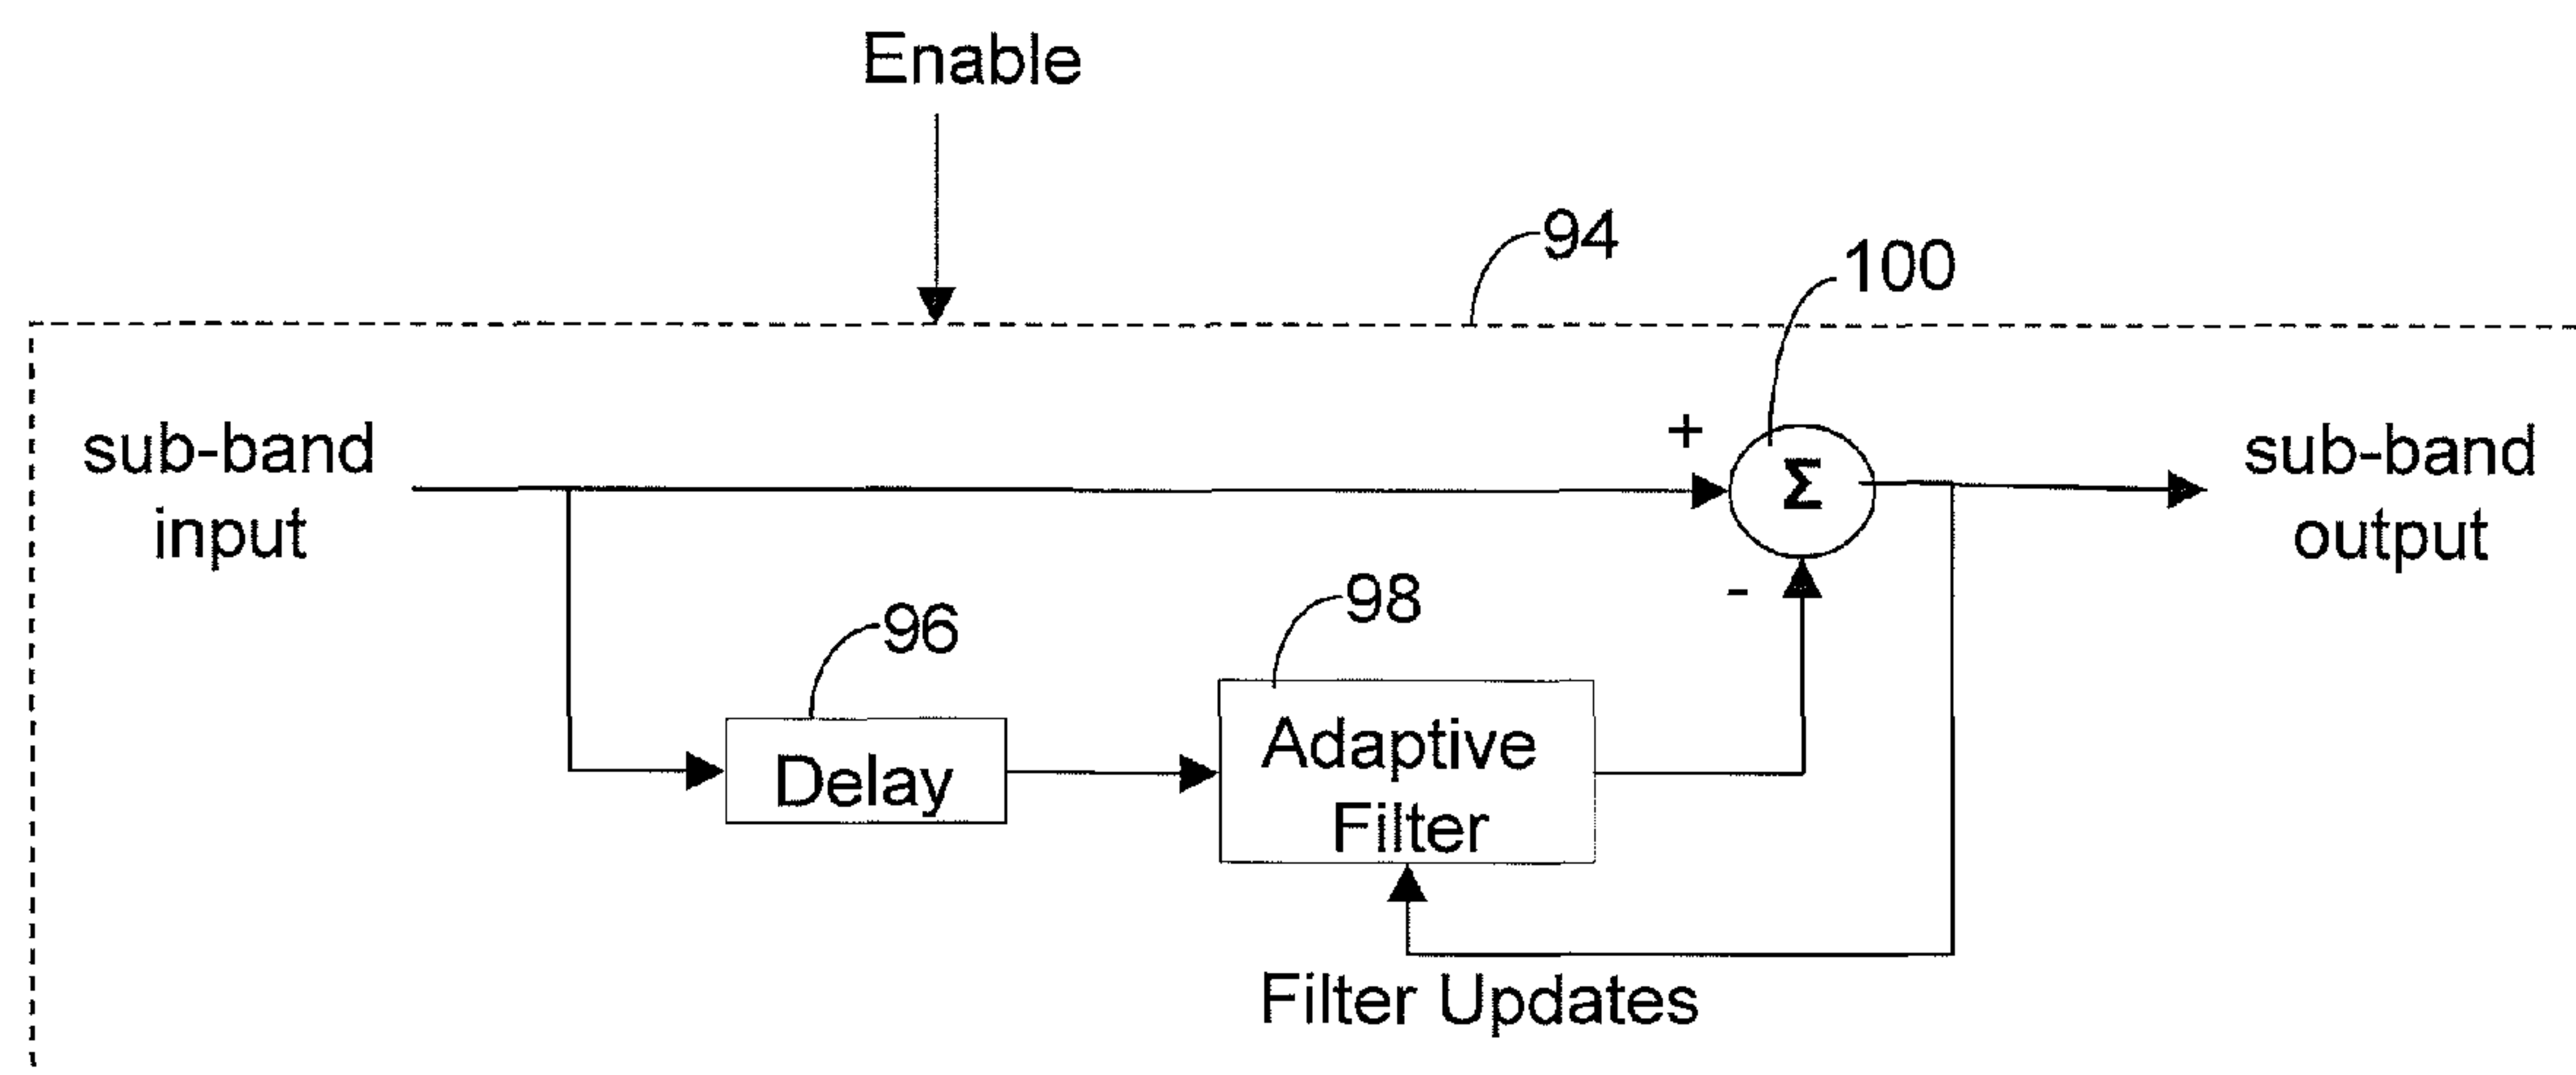 Enable
94
100
+
sub-band
input
Σ
sub-band
output
-
96
98
Delay
Adaptive
Filter
Filter Updates